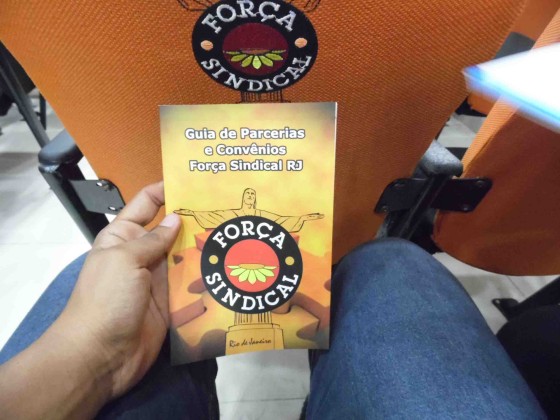 FORÇA
SINDICAL
Guia de Parcerias
e Convênios
Força Sindical RJ
FORÇA
SINDICAL
Rio de Janeiro